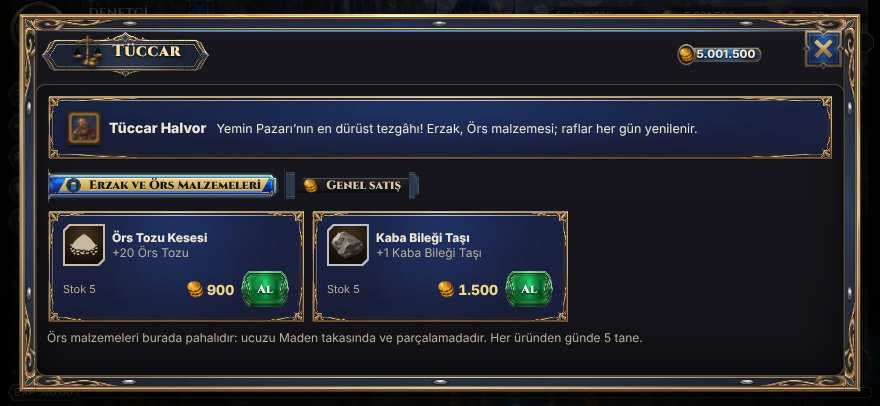 DENETÇİ
TÜCCAR
5.001.500
Tüccar Halvor Yemin Pazarı'nın en dürüst tezgâhı! Erzak, Örs malzemesi; raflar her gün yenilenir.
ERZAK VE ÖRS MALZEMELERİ
GENEL SATIŞ
Örs Tozu Kesesi
+20 Örs Tozu
Stok 5
900
AL
Kaba Bileği Taşı
+1 Kaba Bileği Taşı
Stok 5
1.500
AL
Örs malzemeleri burada pahalıdır: ucuzu Maden takasında ve parçalamadadır. Her üründen günde 5 tane.